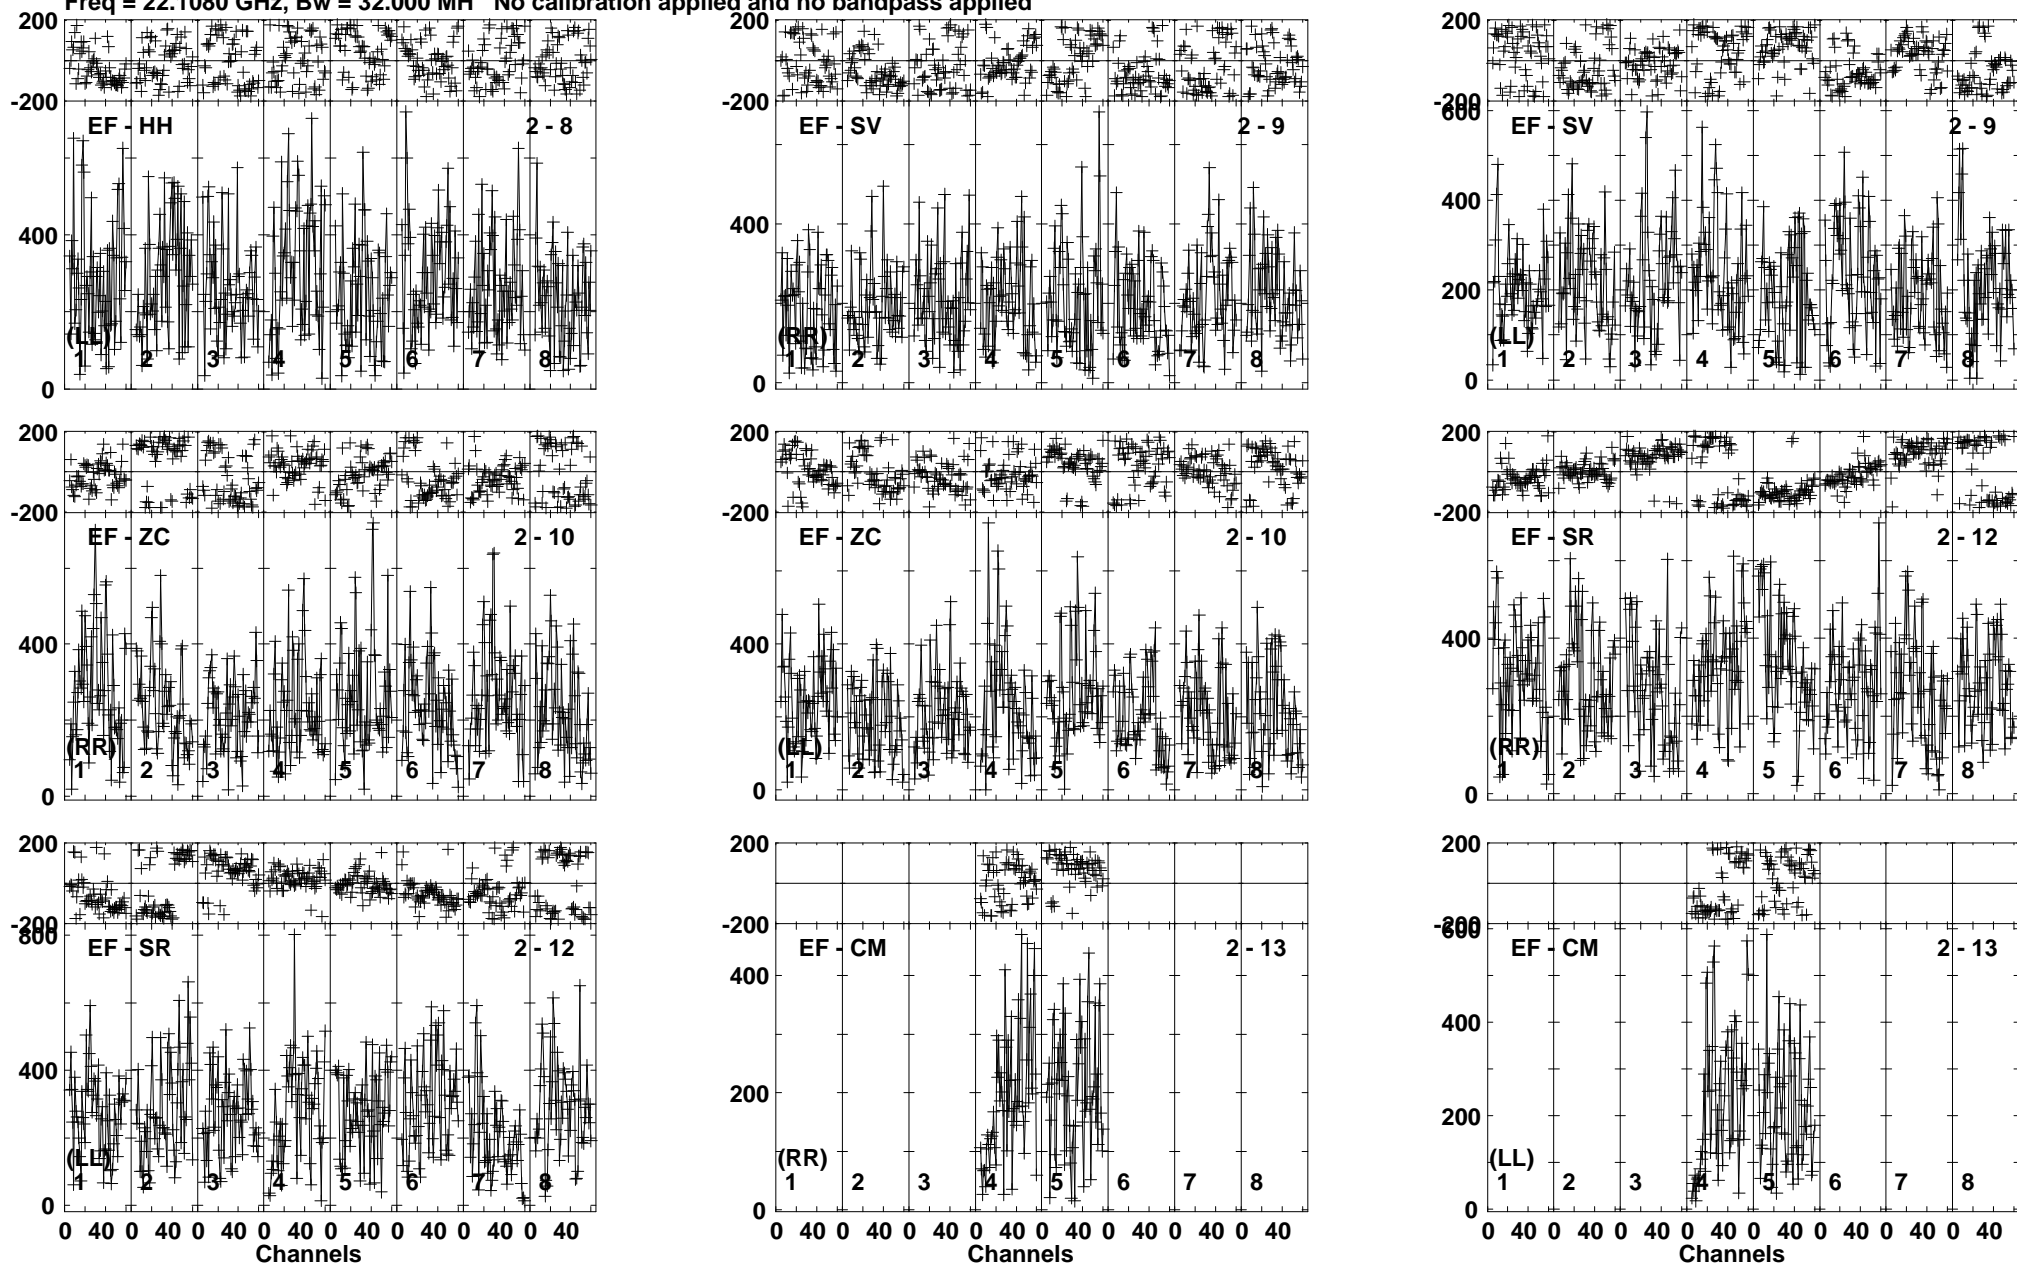 Freq = 22.1080 GHz, Bw = 32.000 MH No calibration applied and no bandpass applied
200 200 200
-200 -200 -200
600
EF - HH 2 - 8 EF - SV 2 - 9 EF - SV 2 - 9
400 400 400
200
(LL) (RR) (LL)
1 2 3 4 5 6 7 8 1 2 3 4 5 6 7 8 1 2 3 4 5 6 7 8
0 0 0
200 200 200
-200 -200 -200
EF - ZC 2 - 10 EF - ZC 2 - 10 EF - SR 2 - 12
400 400 400
(RR) (LL) (RR)
1 2 3 4 5 6 7 8 1 2 3 4 5 6 7 8 1 2 3 4 5 6 7 8
0 0 0
200 200 200
-200 -200 -200
800 600
EF - SR 2 - 12 EF - CM 2 - 13 EF - CM 2 - 13
400 400 400
200 200
(LL) (RR) (LL)
1 2 3 4 5 6 7 8 1 2 3 4 5 6 7 8 1 2 3 4 5 6 7 8
0 0 0
0 40 0 40 0 40 0 40 0 40 0 40 0 40 0 40 0 40 0 40 0 40 0 40 0 40 0 40 0 40 0 40 0 40 0 40 0 40 0 40 0 40 0 40 0 40 0 40
Channels Channels Channels